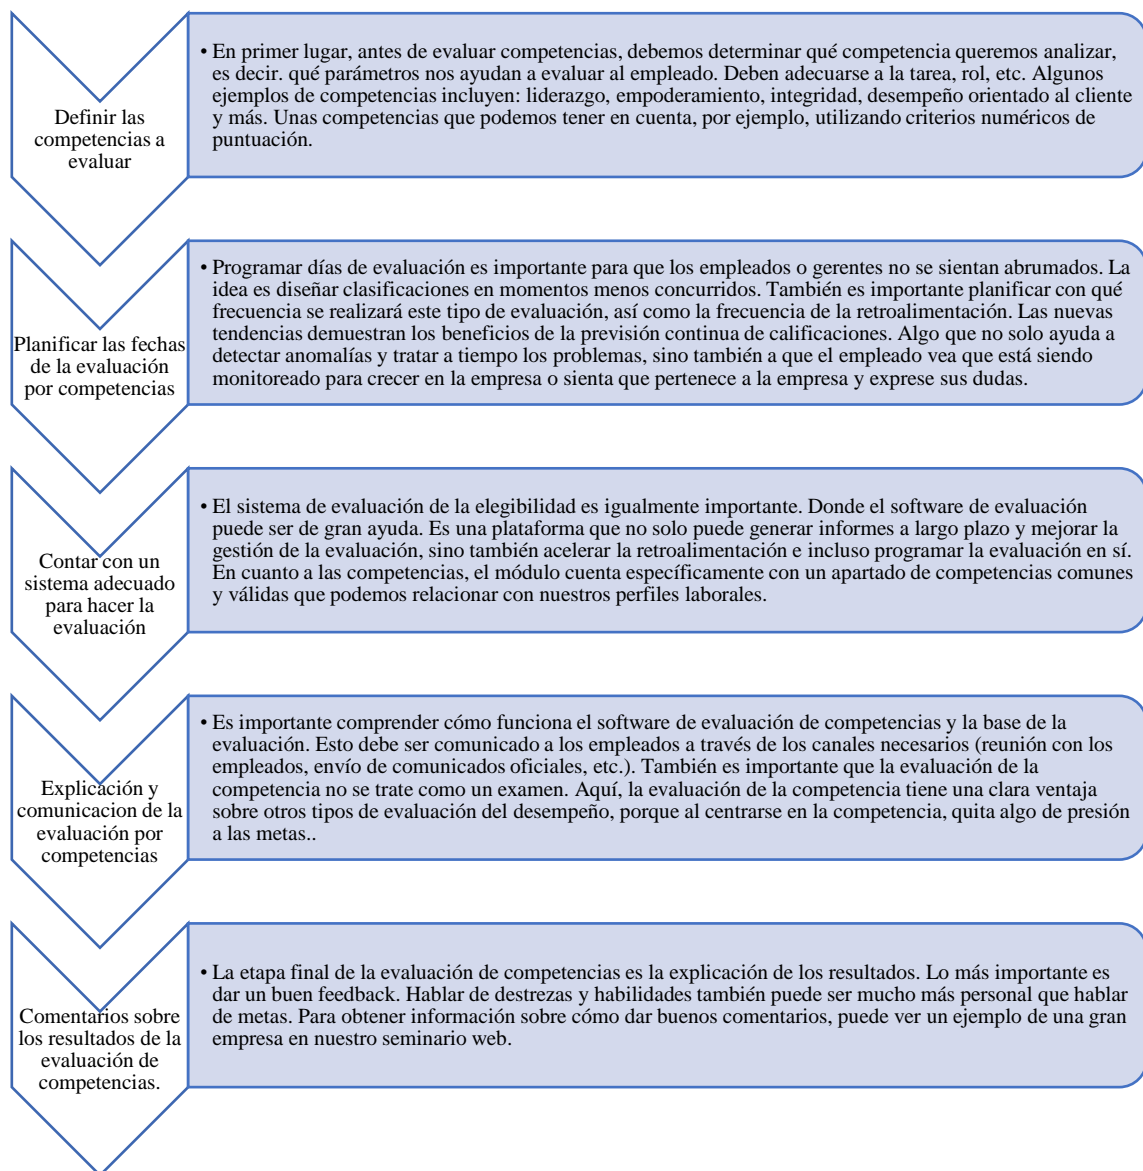 Definir las
competencias a
evaluar
• En primer lugar, antes de evaluar competencias, debemos determinar qué competencia queremos analizar,
es decir. qué parámetros nos ayudan a evaluar al empleado. Deben adecuarse a la tarea, rol, etc. Algunos
ejemplos de competencias incluyen: liderazgo, empoderamiento, integridad, desempeño orientado al cliente
y más. Unas competencias que podemos tener en cuenta, por ejemplo, utilizando criterios numéricos de
puntuación.
Planificar las fechas
de la evaluación
por competencias
• Programar días de evaluación es importante para que los empleados o gerentes no se sientan abrumados. La
idea es diseñar clasificaciones en momentos menos concurridos. También es importante planificar con qué
frecuencia se realizará este tipo de evaluación, así como la frecuencia de la retroalimentación. Las nuevas
tendencias demuestran los beneficios de la previsión continua de calificaciones. Algo que no solo ayuda a
detectar anomalías y tratar a tiempo los problemas, sino también a que el empleado vea que está siendo
monitoreado para crecer en la empresa o sienta que pertenece a la empresa y exprese sus dudas.
Contar con un
sistema adecuado
para hacer la
evaluación
• El sistema de evaluación de la elegibilidad es igualmente importante. Donde el software de evaluación
puede ser de gran ayuda. Es una plataforma que no solo puede generar informes a largo plazo y mejorar la
gestión de la evaluación, sino también acelerar la retroalimentación e incluso programar la evaluación en sí.
En cuanto a las competencias, el módulo cuenta específicamente con un apartado de competencias comunes
y válidas que podemos relacionar con nuestros perfiles laborales.
Explicación y
comunicacion de la
evaluación por
competencias
• Es importante comprender cómo funciona el software de evaluación de competencias y la base de la
evaluación. Esto debe ser comunicado a los empleados a través de los canales necesarios (reunión con los
empleados, envío de comunicados oficiales, etc.). También es importante que la evaluación de la
competencia no se trate como un examen. Aquí, la evaluación de la competencia tiene una clara ventaja
sobre otros tipos de evaluación del desempeño, porque al centrarse en la competencia, quita algo de presión
a las metas..
Comentarios sobre
los resultados de la
evaluación de
competencias.
• La etapa final de la evaluación de competencias es la explicación de los resultados. Lo más importante es
dar un buen feedback. Hablar de destrezas y habilidades también puede ser mucho más personal que hablar
de metas. Para obtener información sobre cómo dar buenos comentarios, puede ver un ejemplo de una gran
empresa en nuestro seminario web.